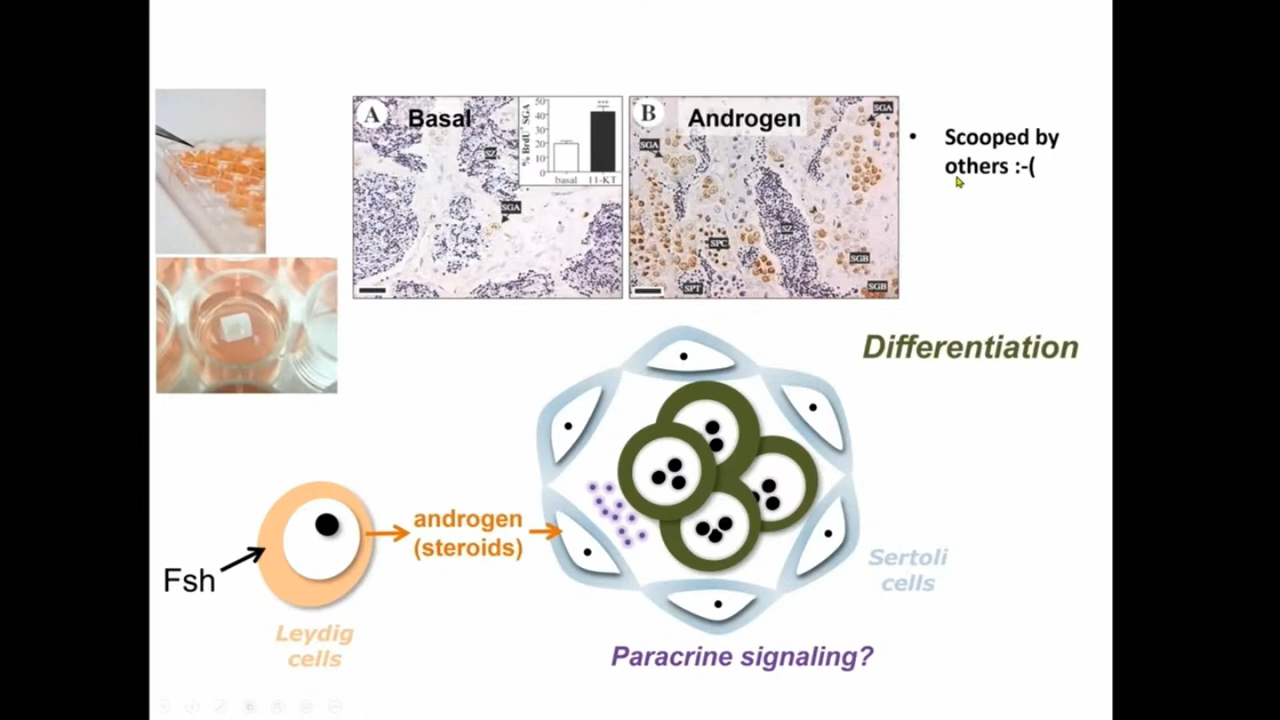 A
Basal
% BrdU⁺ SGA
50
40
30
20
10
0
***
basal
11-KT
SZ
SGA
B
Androgen
SGA
SGA
SPC
SZ
SGB
SPT
SGB
• Scooped by
others :-(
Differentiation
androgen
(steroids)
Fsh
Leydig
cells
Sertoli
cells
Paracrine signaling?